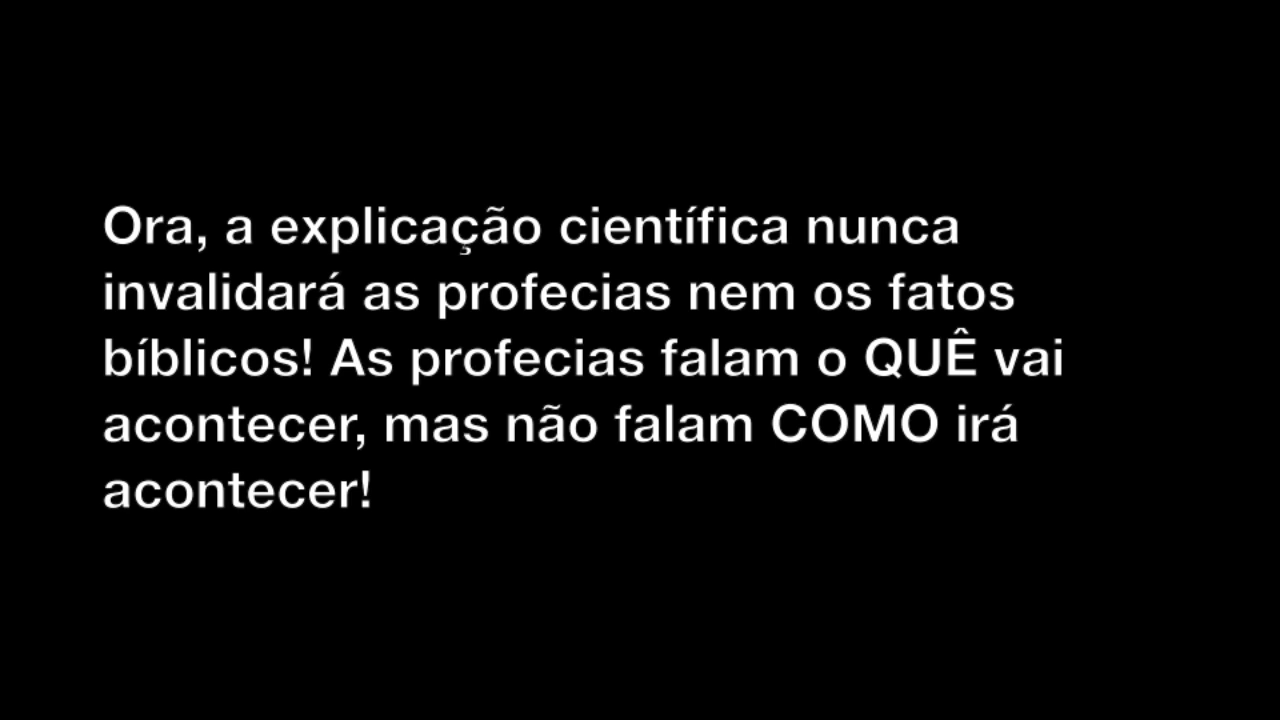 Ora, a explicação científica nunca
invalidará as profecias nem os fatos
bíblicos! As profecias falam o QUÊ vai
acontecer, mas não falam COMO irá
acontecer!